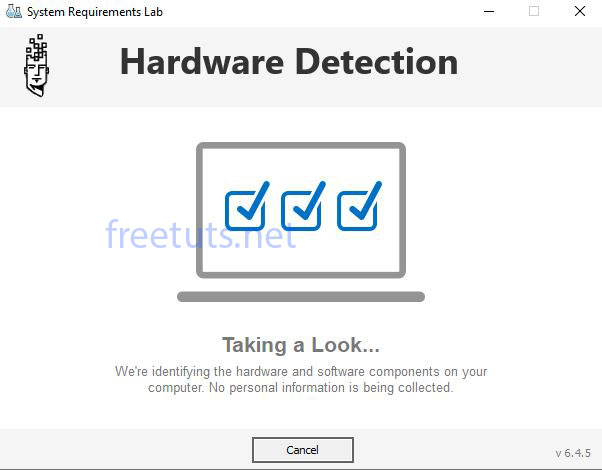 System Requirements Lab
Hardware Detection
freetuts.net
Taking a Look...
We're identifying the hardware and software components on your
computer. No personal information is being collected.
Cancel
v 6.4.5